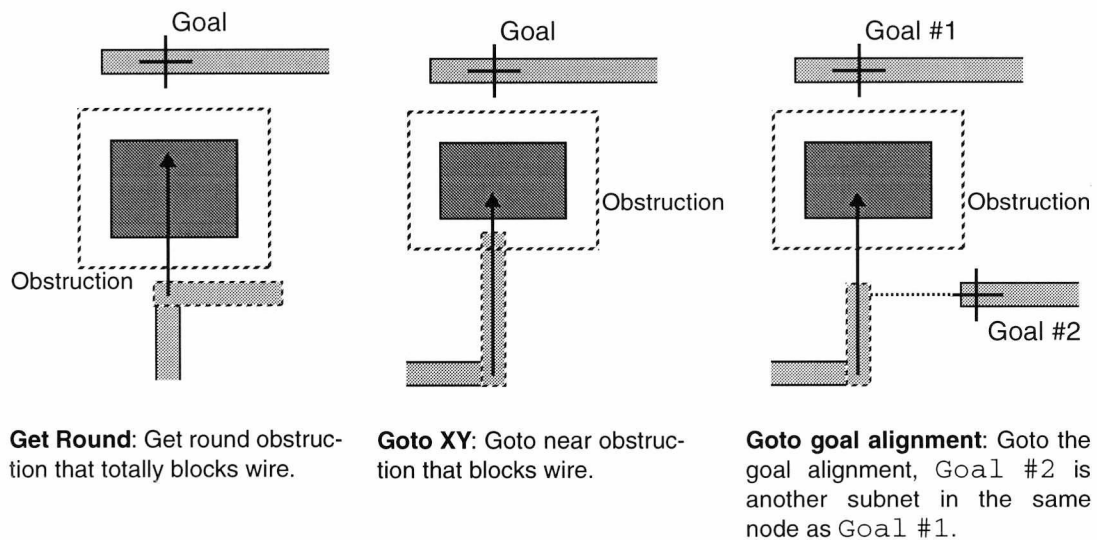 Goal
Goal
Goal #1
Obstruction
Obstruction
Obstruction
Goal #2
Get Round: Get round obstruc-
tion that totally blocks wire.
Goto XY: Goto near obstruc-
tion that blocks wire.
Goto goal alignment: Goto the
goal alignment, Goal #2 is
another subnet in the same
node as Goal #1.